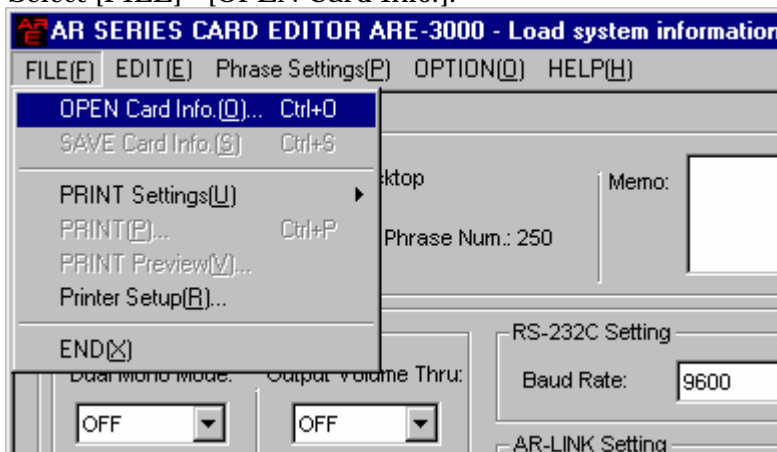 Select [FILE] - [OPEN Card Info.].
AR SERIES CARD EDITOR ARE-3000 - Load system information
FILE(F) EDIT(E) Phrase Settings(P) OPTION(O) HELP(H)
OPEN Card Info.(O)... Ctrl+O
SAVE Card Info.(S) Ctrl+S
PRINT Settings(U)
PRINT(P)... Ctrl+P
PRINT Preview(V)...
Printer Setup(R)...
END(X)
ktop
Memo:
Phrase Num.: 250
RS-232C Setting
Dual Mono Mode: Output Volume Thru: Baud Rate: 9600
OFF OFF
AR-LINK Setting